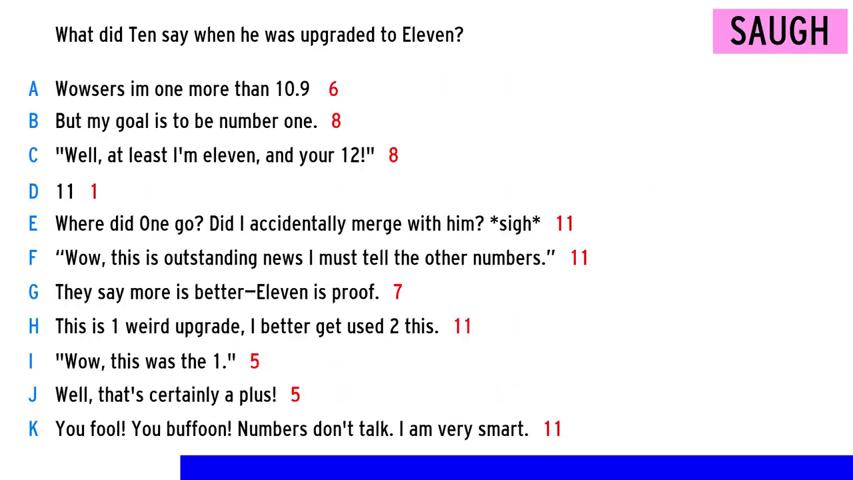 What did Ten say when he was upgraded to Eleven?
SAUGH
A Wowsers im one more than 10.9 6
B But my goal is to be number one. 8
C "Well, at least I'm eleven, and your 12!" 8
D 11 1
E Where did One go? Did I accidentally merge with him? *sigh* 11
F “Wow, this is outstanding news I must tell the other numbers.” 11
G They say more is better—Eleven is proof. 7
H This is 1 weird upgrade, I better get used 2 this. 11
I "Wow, this was the 1." 5
J Well, that's certainly a plus! 5
K You fool! You buffoon! Numbers don't talk. I am very smart. 11